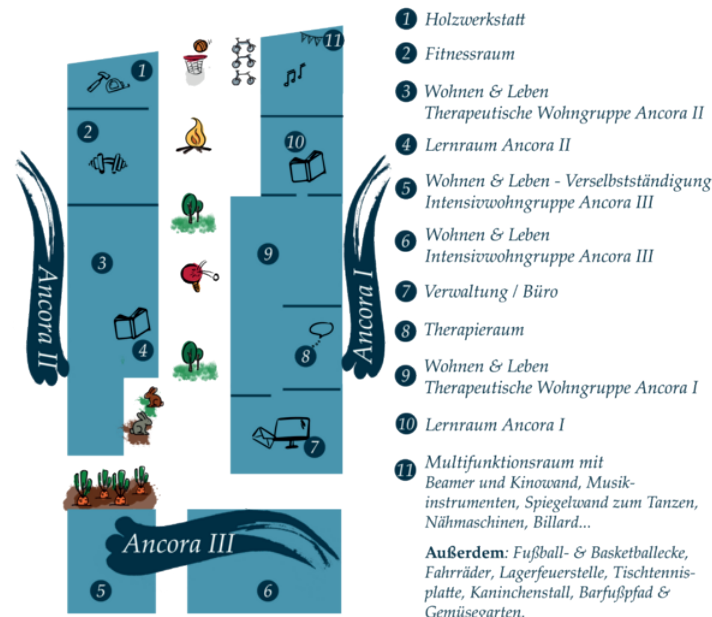 1
2
3
4
Ancora II
11
10
9
8
7
Ancora I
Ancora III
5
6
1 Holzwerkstatt
2 Fitnessraum
3 Wohnen & Leben
Therapeutische Wohngruppe Ancora II
4 Lernraum Ancora II
5 Wohnen & Leben - Verselbstständigung
Intensivwohngruppe Ancora III
6 Wohnen & Leben
Intensivwohngruppe Ancora III
7 Verwaltung / Büro
8 Therapieraum
9 Wohnen & Leben
Therapeutische Wohngruppe Ancora I
10 Lernraum Ancora I
11 Multifunktionsraum mit
Beamer und Kinowand, Musik-
instrumenten, Spiegelwand zum Tanzen,
Nähmaschinen, Billard...
Außerdem: Fußball- & Basketballecke,
Fahrräder, Lagerfeuerstelle, Tischtennis-
platte, Kaninchenstall, Barfußpfad &
Gemüsegarten.